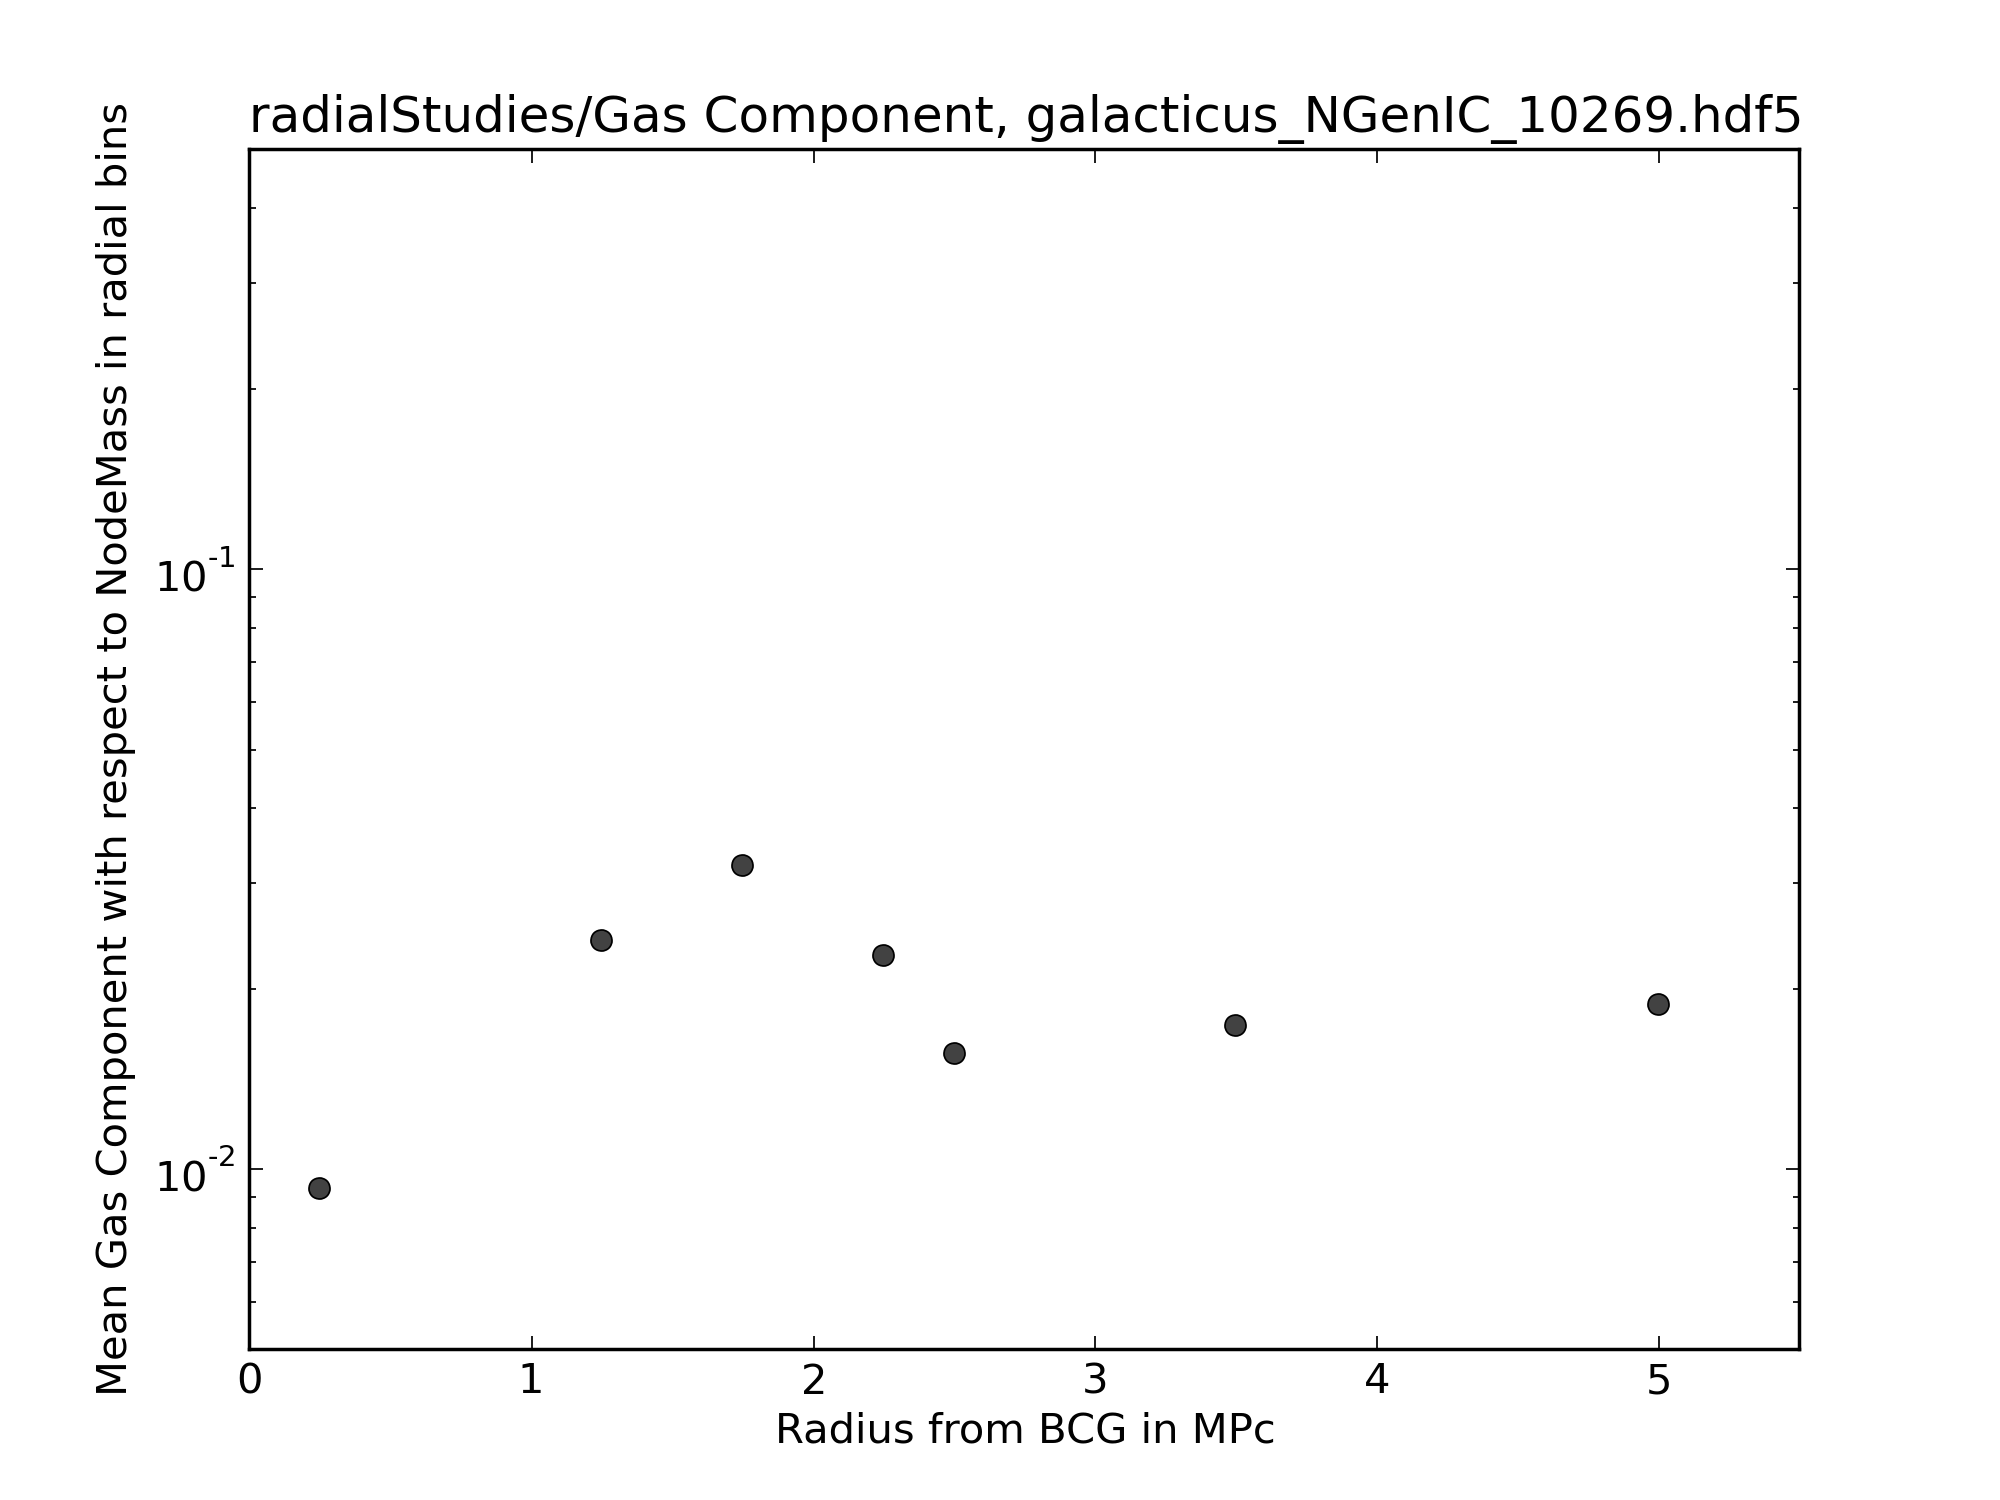 radialStudies/Gas Component, galacticus_NGenIC_10269.hdf5
Mean Gas Component with respect to NodeMass in radial bins
10^-1
10^-2
0 1 2 3 4 5
Radius from BCG in MPc